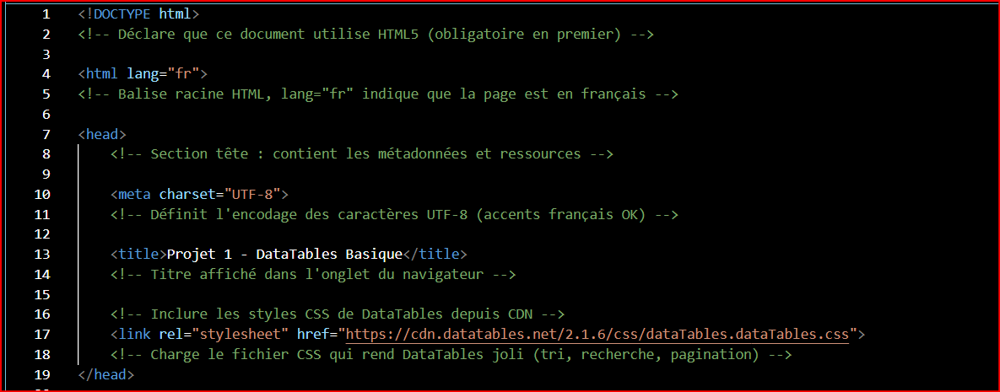 1 <!DOCTYPE html>
2 <!-- Déclare que ce document utilise HTML5 (obligatoire en premier) -->
3
4 <html lang="fr">
5 <!-- Balise racine HTML, lang="fr" indique que la page est en français -->
6
7 <head>
8 <!-- Section tête : contient les métadonnées et ressources -->
9
10 <meta charset="UTF-8">
11 <!-- Définit l'encodage des caractères UTF-8 (accents français OK) -->
12
13 <title>Projet 1 - DataTables Basique</title>
14 <!-- Titre affiché dans l'onglet du navigateur -->
15
16 <!-- Inclure les styles CSS de DataTables depuis CDN -->
17 <link rel="stylesheet" href="https://cdn.datatables.net/2.1.6/css/dataTables.dataTables.css">
18 <!-- Charge le fichier CSS qui rend DataTables joli (tri, recherche, pagination) -->
19 </head>